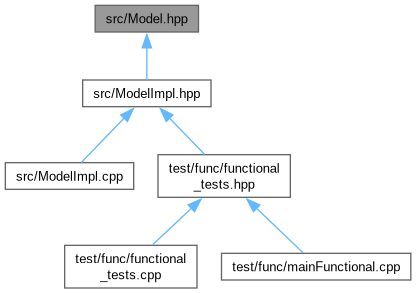 src/Model.hpp
src/ModelImpl.hpp
src/ModelImpl.cpp
test/func/functional
_tests.hpp
test/func/functional
_tests.cpp
test/func/mainFunctional.cpp